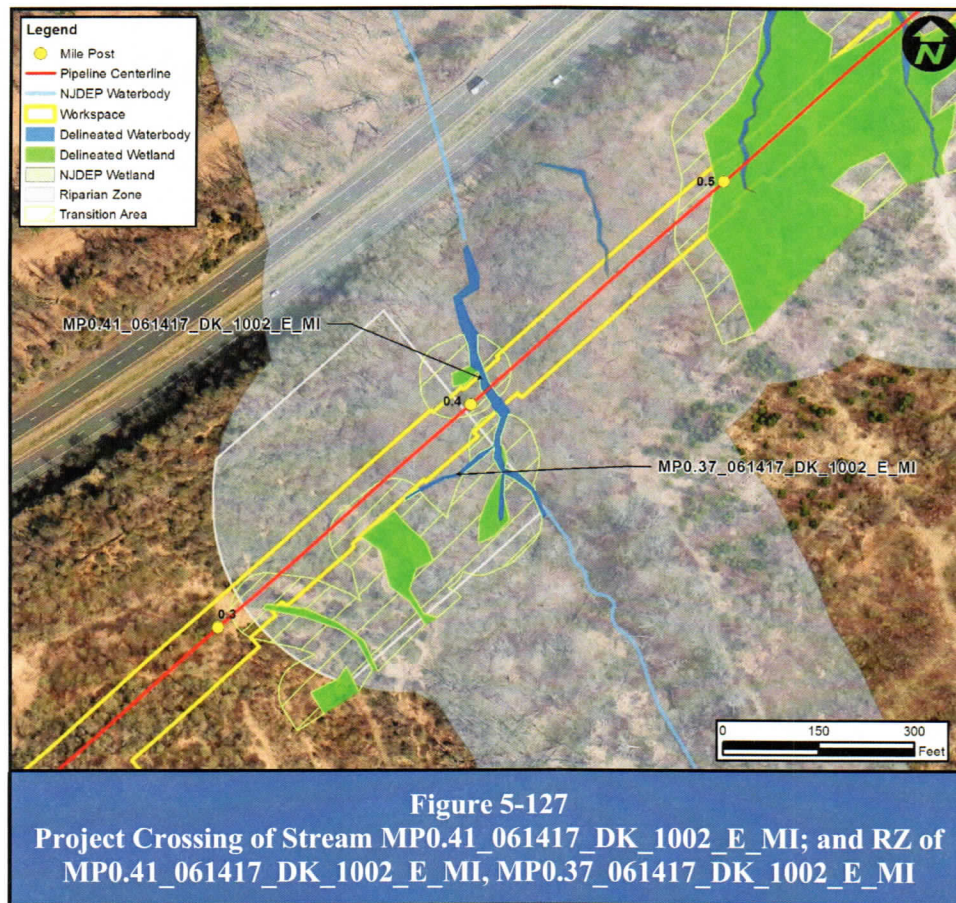 Legend
Mile Post
Pipeline Centerline
NJDEP Waterbody
Workspace
Delineated Waterbody
Delineated Wetland
NJDEP Wetland
Riparian Zone
Transition Area
N
0.5
MP0.41_061417_DK_1002_E_MI
0.4
MP0.37_061417_DK_1002_E_MI
0.3
0 150 300
Feet
Figure 5-127
Project Crossing of Stream MP0.41_061417_DK_1002_E_MI; and RZ of
MP0.41_061417_DK_1002_E_MI, MP0.37_061417_DK_1002_E_MI